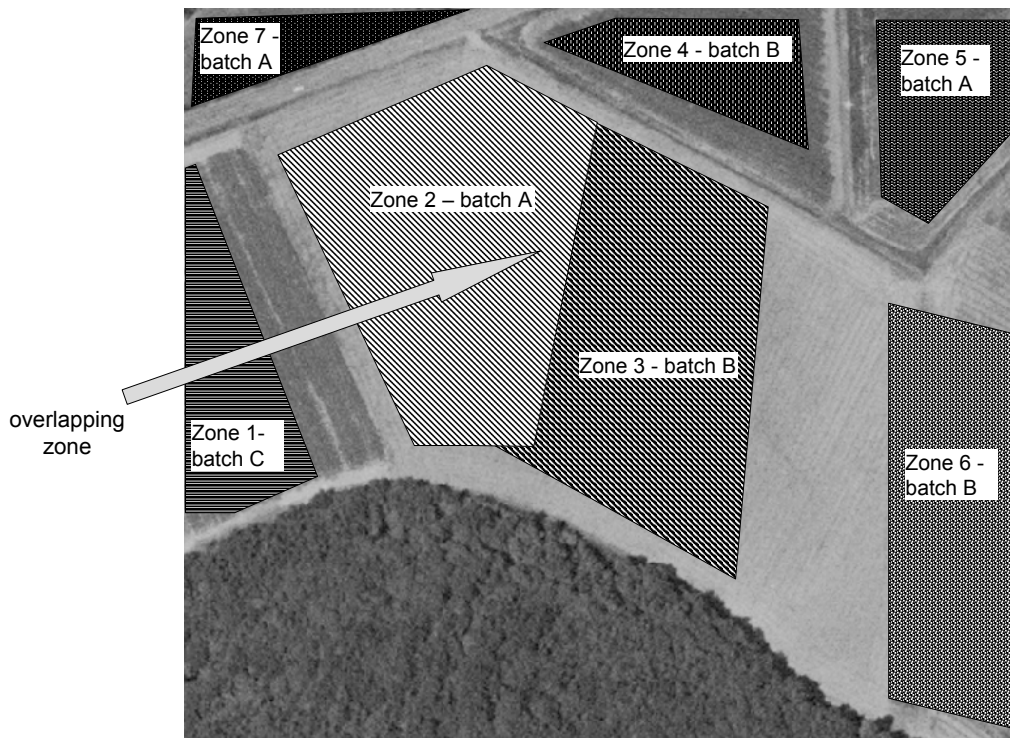 Zone 7 -
batch A
Zone 4 - batch B
Zone 5 -
batch A
Zone 2 – batch A
Zone 3 - batch B
overlapping
zone
Zone 1-
batch C
Zone 6 -
batch B